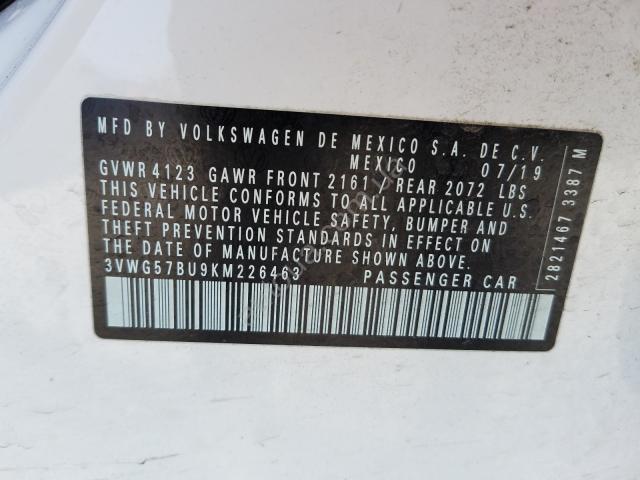 MFD BY VOLKSWAGEN DE MEXICO S.A. DE C.V.
MEXICO 07/19
GVWR 4123 GAWR FRONT 2161 REAR 2072 LBS
THIS VEHICLE CONFORMS TO ALL APPLICABLE U.S.
FEDERAL MOTOR VEHICLE SAFETY, BUMPER AND
THEFT PREVENTION STANDARDS IN EFFECT ON
THE DATE OF MANUFACTURE SHOWN ABOVE.
3VWG57BU9KM226463 PASSENGER CAR
2821467 3387 M